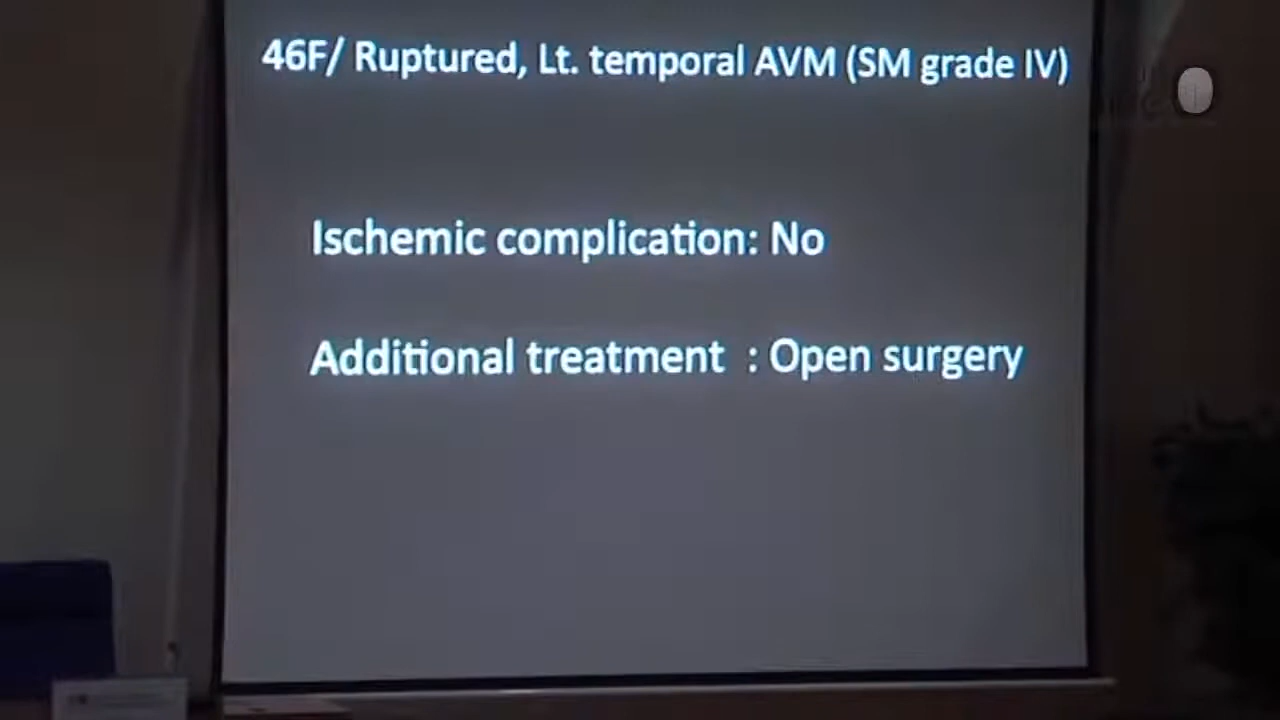 46F/ Ruptured, Lt. temporal AVM (SM grade IV)
Ischemic complication: No
Additional treatment : Open surgery